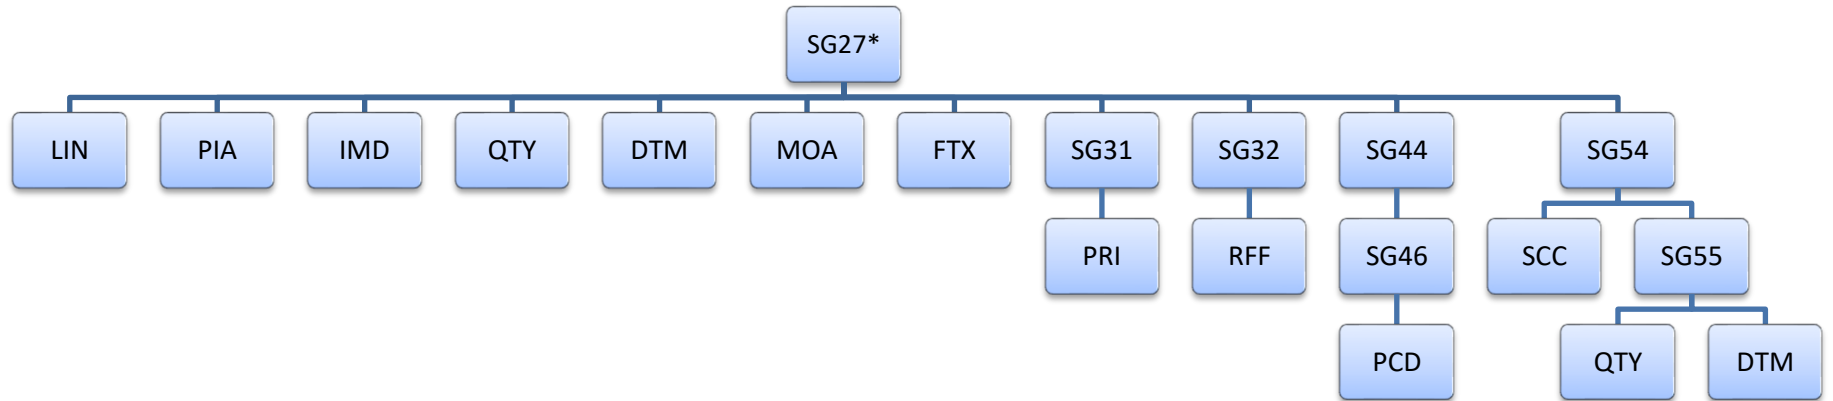 SG27*
LIN
PIA
IMD
QTY
DTM
MOA
FTX
SG31
SG32
SG44
SG54
PRI
RFF
SG46
SCC
SG55
PCD
QTY
DTM